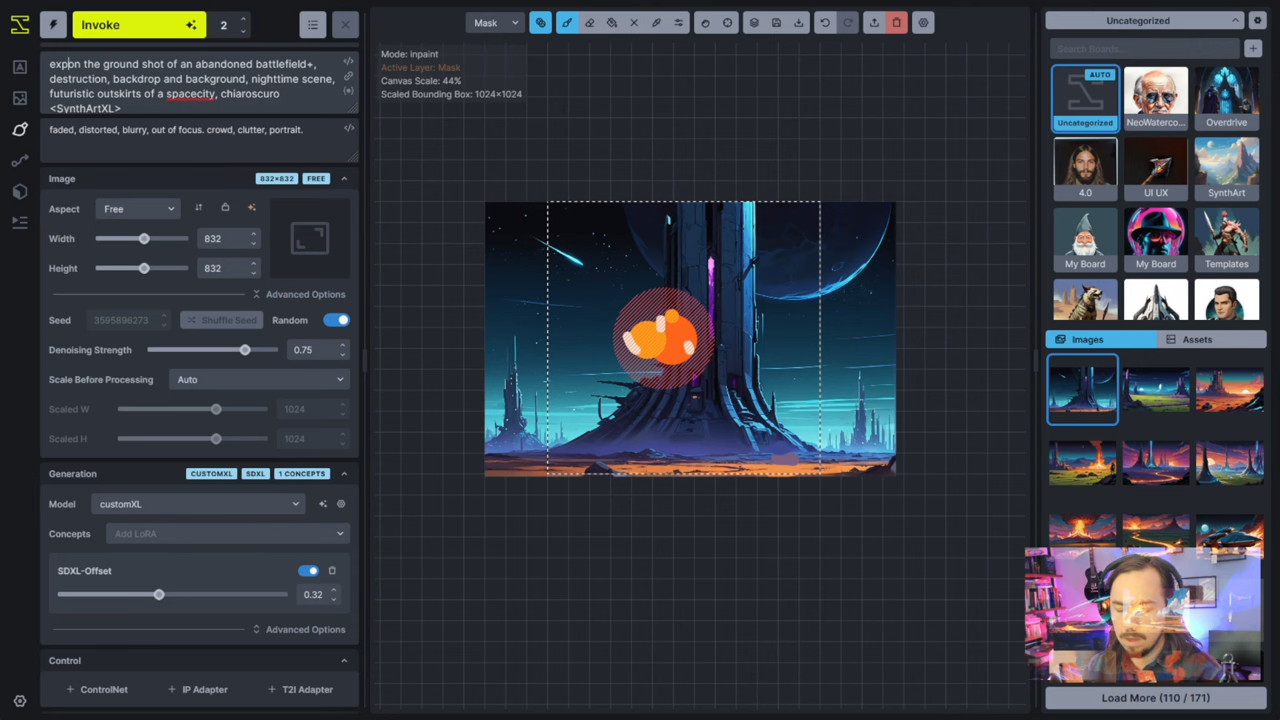 Invoke
2
expþn the ground shot of an abandoned battlefield+,
destruction, backdrop and background, nighttime scene,
futuristic outskirts of a spacecity, chiaroscuro
<SynthArtXL>
faded, distorted, blurry, out of focus. crowd, clutter, portrait.
Image
832×832
FREE
Aspect
Free
Width
832
Height
832
Advanced Options
Seed
3595896273
Shuffle Seed
Random
Denoising Strength
0.75
Scale Before Processing
Auto
Scaled W
1024
Scaled H
1024
Generation
CUSTOMXL
SDXL
1 CONCEPTS
Model
customXL
Concepts
Add LoRA
SDXL-Offset
0.32
Advanced Options
Control
+ ControlNet
+ IP Adapter
+ T2I Adapter
Mask
Mode: inpaint
Active Layer: Mask
Canvas Scale: 44%
Scaled Bounding Box: 1024×1024
Uncategorized
Search Boards...
AUTO
Uncategorized
NeoWaterco...
Overdrive
4.0
UI UX
SynthArt
My Board
My Board
Templates
Images
Assets
Load More (110 / 171)